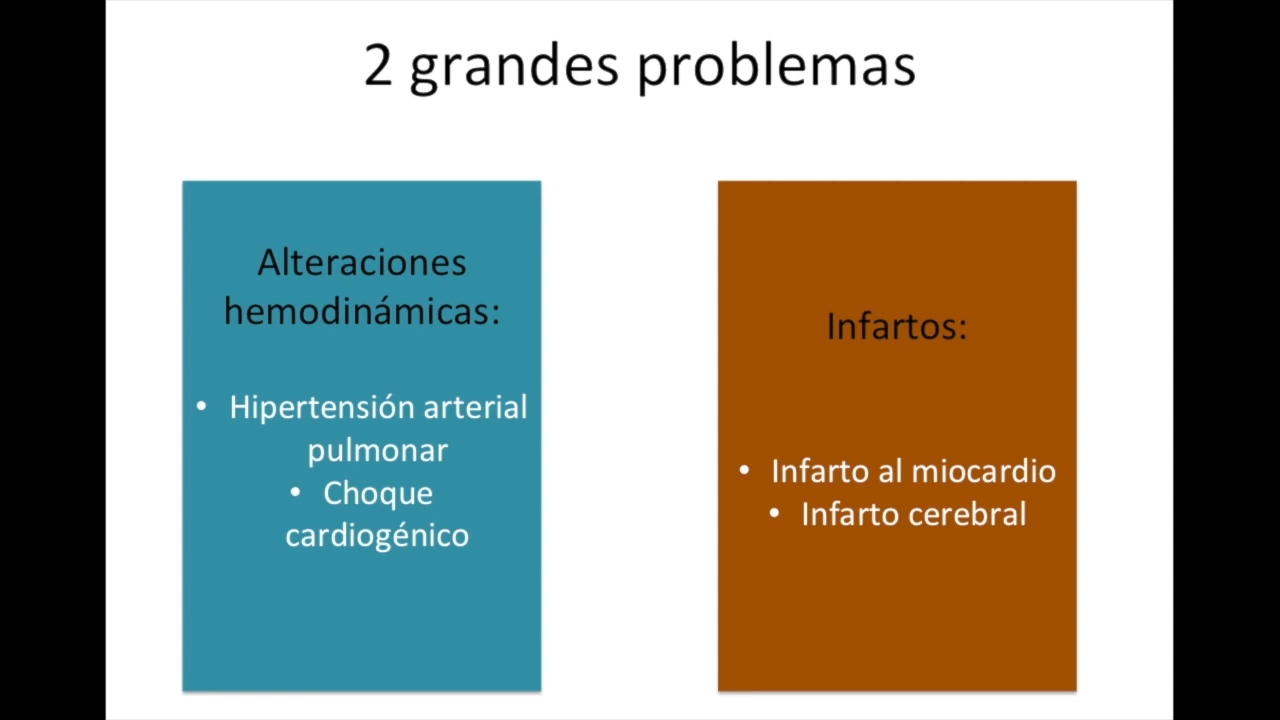 2 grandes problemas
Alteraciones
hemodinámicas:
• Hipertensión arterial
pulmonar
• Choque
cardiogénico
Infartos:
• Infarto al miocardio
• Infarto cerebral